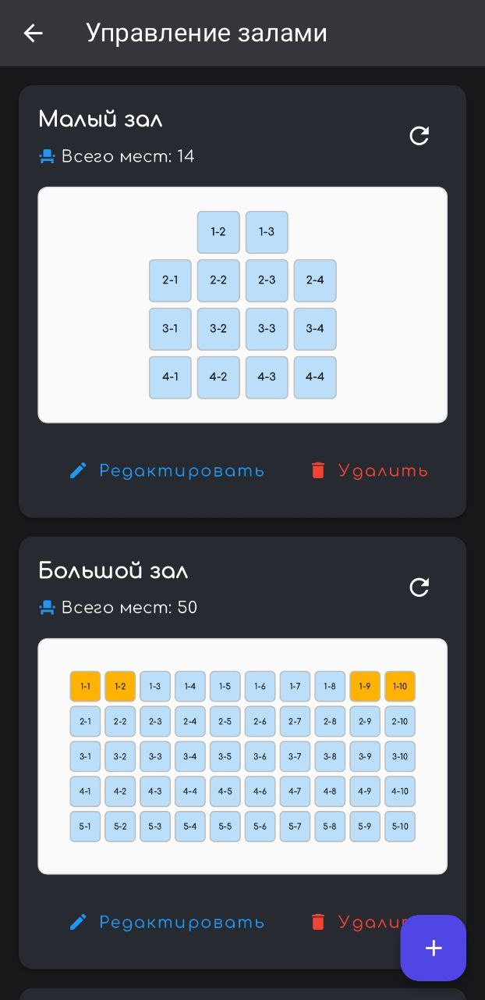 Управление залами
Малый зал
Всего мест: 14
1-2 1-3
2-1 2-2 2-3 2-4
3-1 3-2 3-3 3-4
4-1 4-2 4-3 4-4
Редактировать Удалить
Большой зал
Всего мест: 50
1-1 1-2 1-3 1-4 1-5 1-6 1-7 1-8 1-9 1-10
2-1 2-2 2-3 2-4 2-5 2-6 2-7 2-8 2-9 2-10
3-1 3-2 3-3 3-4 3-5 3-6 3-7 3-8 3-9 3-10
4-1 4-2 4-3 4-4 4-5 4-6 4-7 4-8 4-9 4-10
5-1 5-2 5-3 5-4 5-5 5-6 5-7 5-8 5-9 5-10
Редактировать Удалит